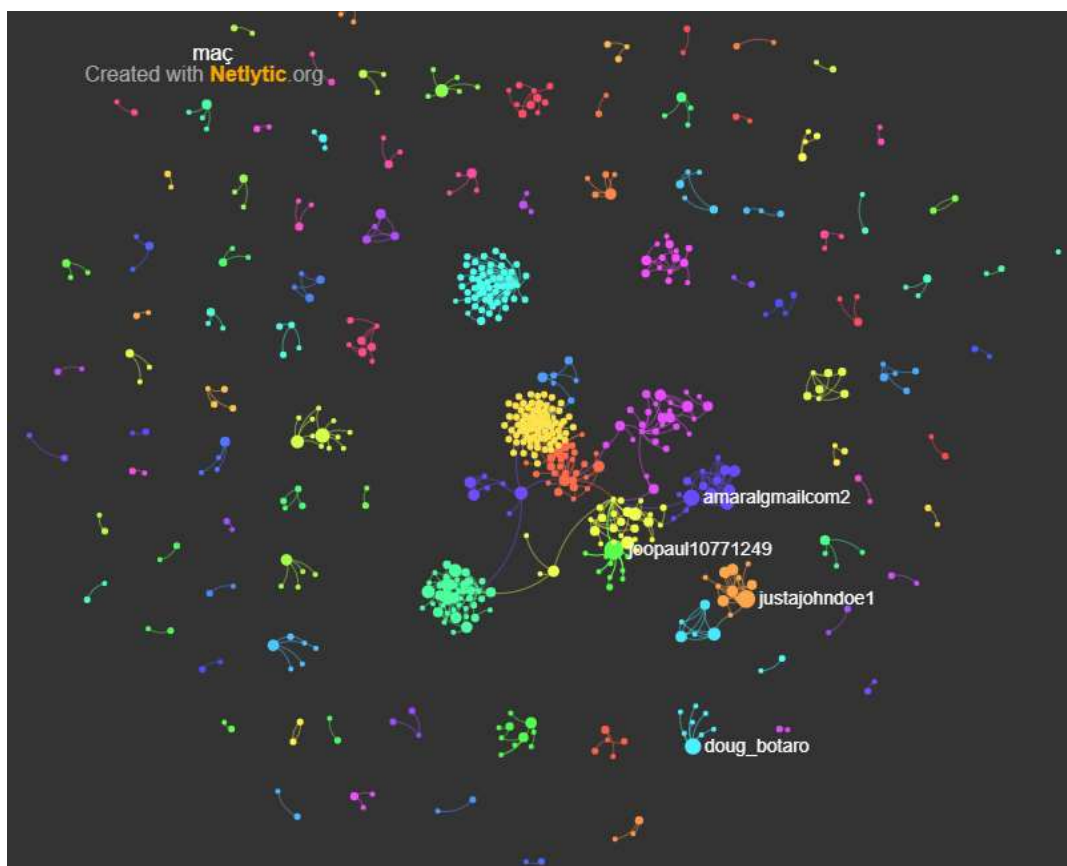 maç
Created with Netlytic.org
amaralgmailcom2
joopaul10771249
justajohndoe1
doug_botaro